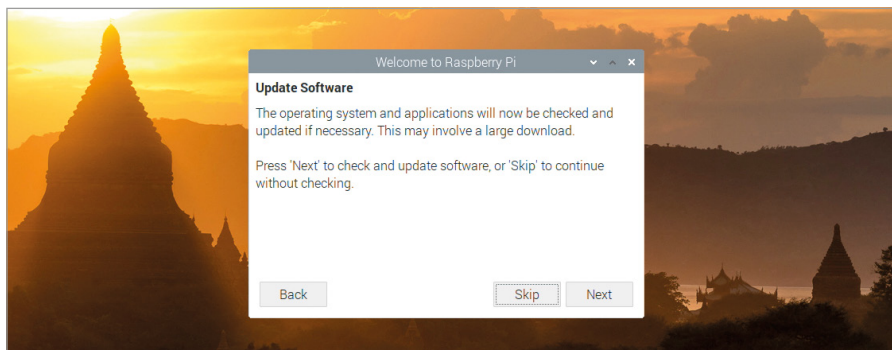 Welcome to Raspberry Pi
Update Software
The operating system and applications will now be checked and
updated if necessary. This may involve a large download.
Press 'Next' to check and update software, or 'Skip' to continue
without checking.
Back Skip Next